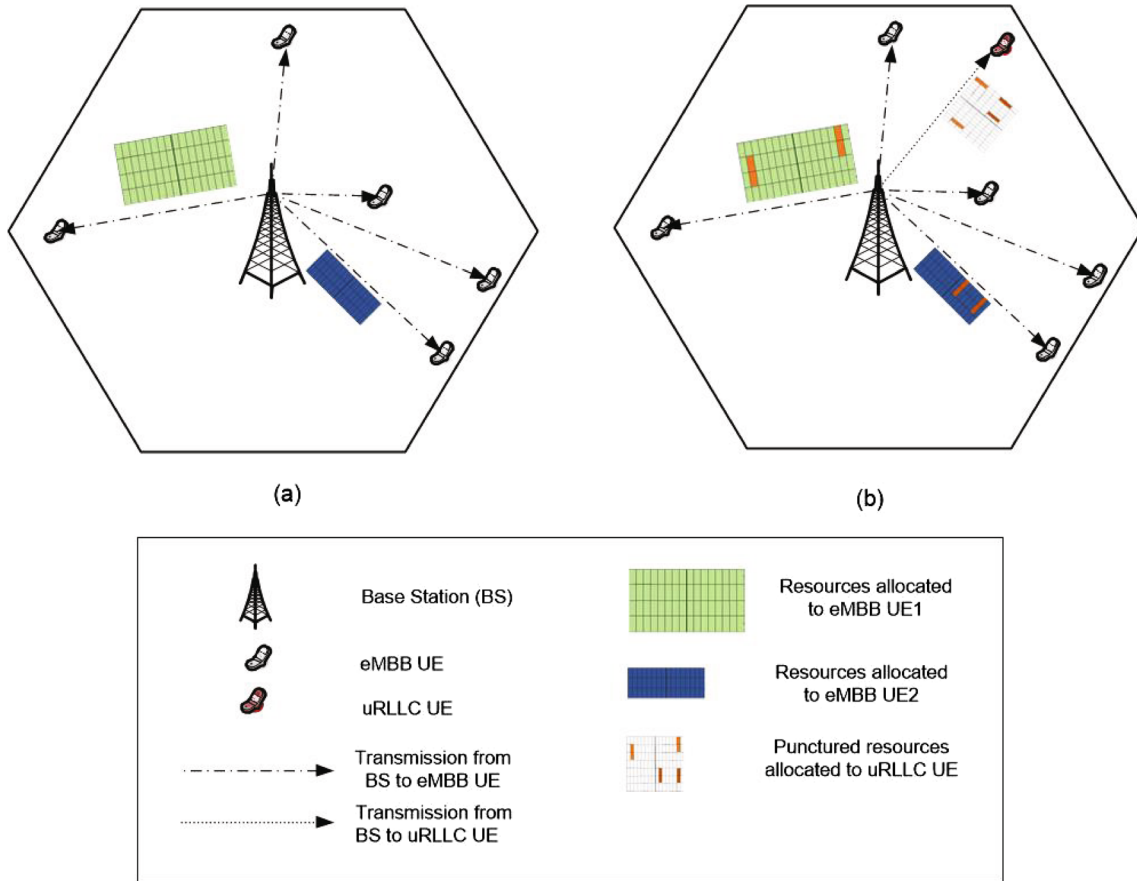 (a)
(b)
Base Station (BS)
eMBB UE
uRLLC UE
Transmission from
BS to eMBB UE
Transmission from
BS to uRLLC UE
Resources allocated
to eMBB UE1
Resources allocated
to eMBB UE2
Punctured resources
allocated to uRLLC UE